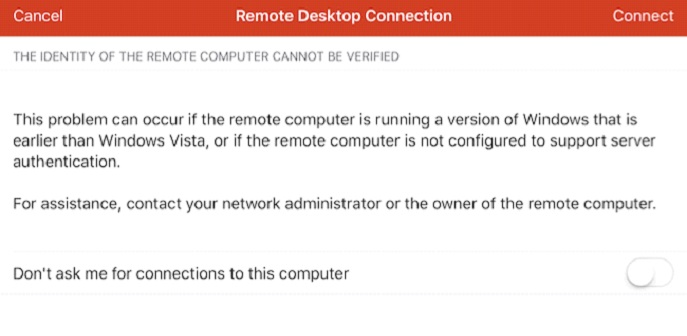 Cancel Remote Desktop Connection Connect
THE IDENTITY OF THE REMOTE COMPUTER CANNOT BE VERIFIED
This problem can occur if the remote computer is running a version of Windows that is
earlier than Windows Vista, or if the remote computer is not configured to support server
authentication.
For assistance, contact your network administrator or the owner of the remote computer.
Don't ask me for connections to this computer